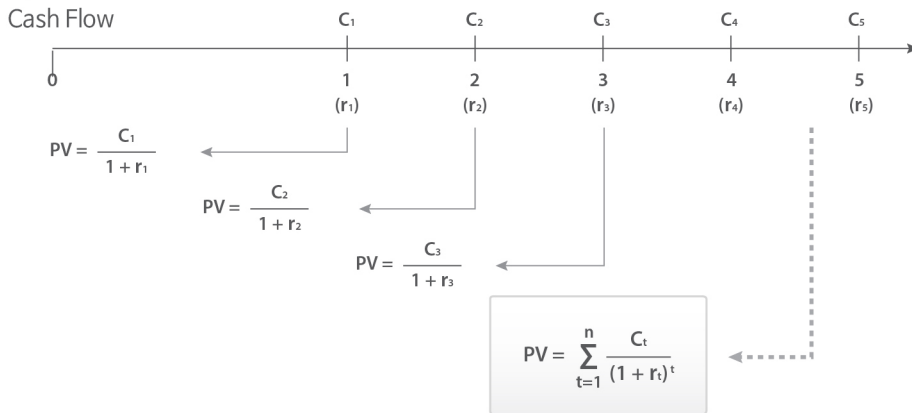 Cash Flow
C₁ C₂ C₃ C₄ C₅
0 1 2 3 4 5
(r₁) (r₂) (r₃) (r₄) (r₅)
PV = C₁ / 1 + r₁
PV = C₂ / 1 + r₂
PV = C₃ / 1 + r₃
PV = n Σ t=1 Cₜ / (1 + rₜ)ᵗ